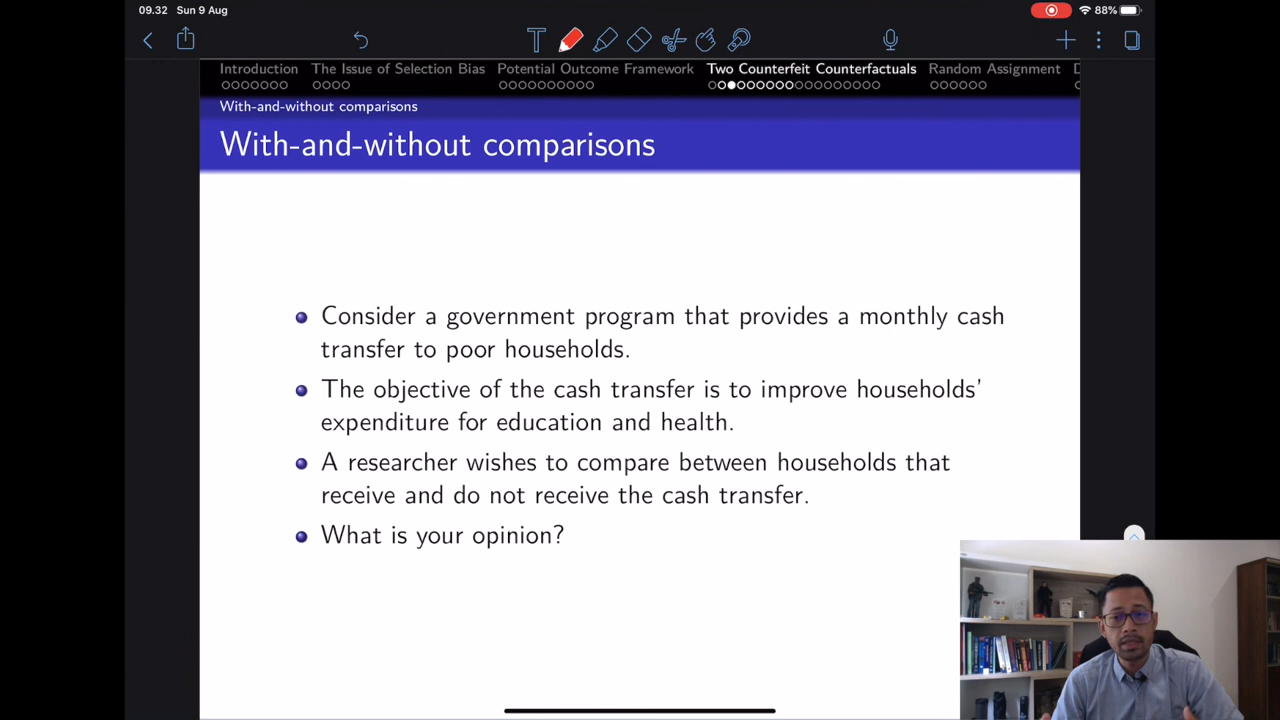 09.32 Sun 9 Aug
88%
Introduction The Issue of Selection Bias Potential Outcome Framework Two Counterfeit Counterfactuals Random Assignment D
With-and-without comparisons
With-and-without comparisons
Consider a government program that provides a monthly cash
transfer to poor households.
The objective of the cash transfer is to improve households'
expenditure for education and health.
A researcher wishes to compare between households that
receive and do not receive the cash transfer.
What is your opinion?